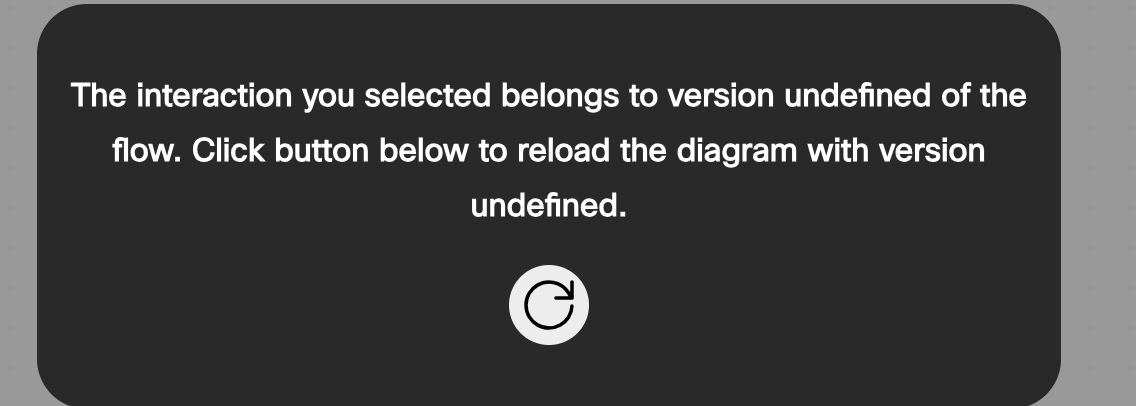 The interaction you selected belongs to version undefined of the
flow. Click button below to reload the diagram with version
undefined.